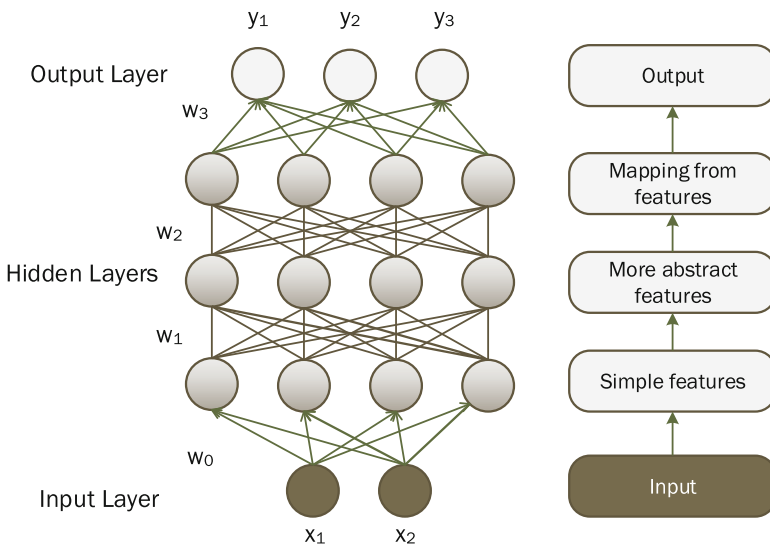 y₁ y₂ y₃
Output Layer
w₃
w₂
Hidden Layers
w₁
w₀
Input Layer
x₁ x₂
Output
Mapping from
features
More abstract
features
Simple features
Input